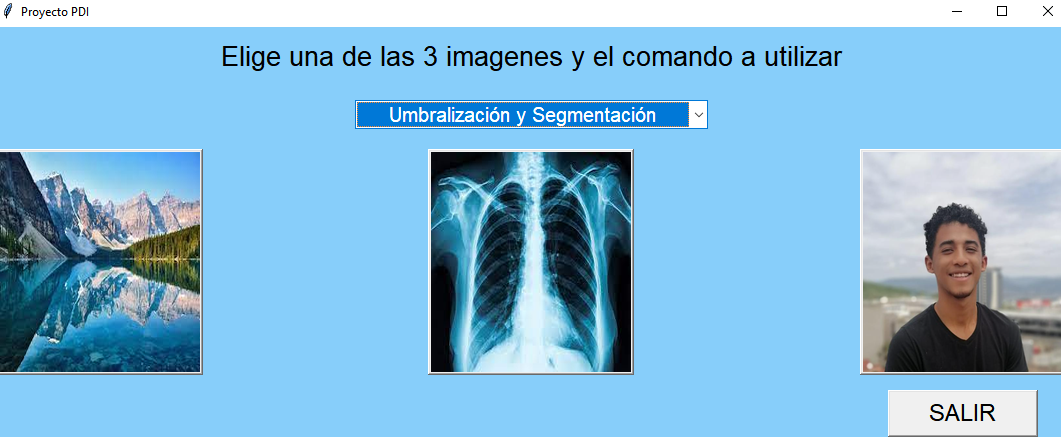 Proyecto PDI
Elige una de las 3 imagenes y el comando a utilizar
Umbralización y Segmentación
SALIR